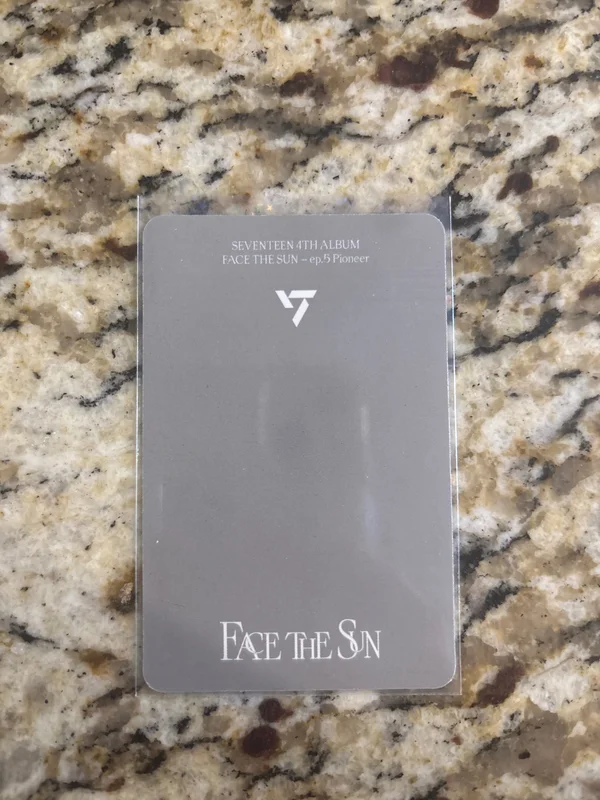 SEVENTEEN 4TH ALBUM
FACE THE SUN – ep.5 Pioneer
FACE THE SUN